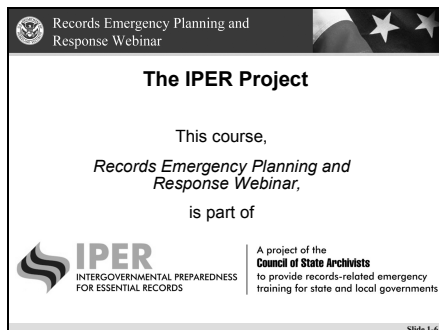 Records Emergency Planning and
Response Webinar
The IPER Project
This course,
Records Emergency Planning and
Response Webinar,
is part of
IPER
INTERGOVERNMENTAL PREPAREDNESS
FOR ESSENTIAL RECORDS
A project of the
Council of State Archivists
to provide records-related emergency
training for state and local governments
Slide 1-6